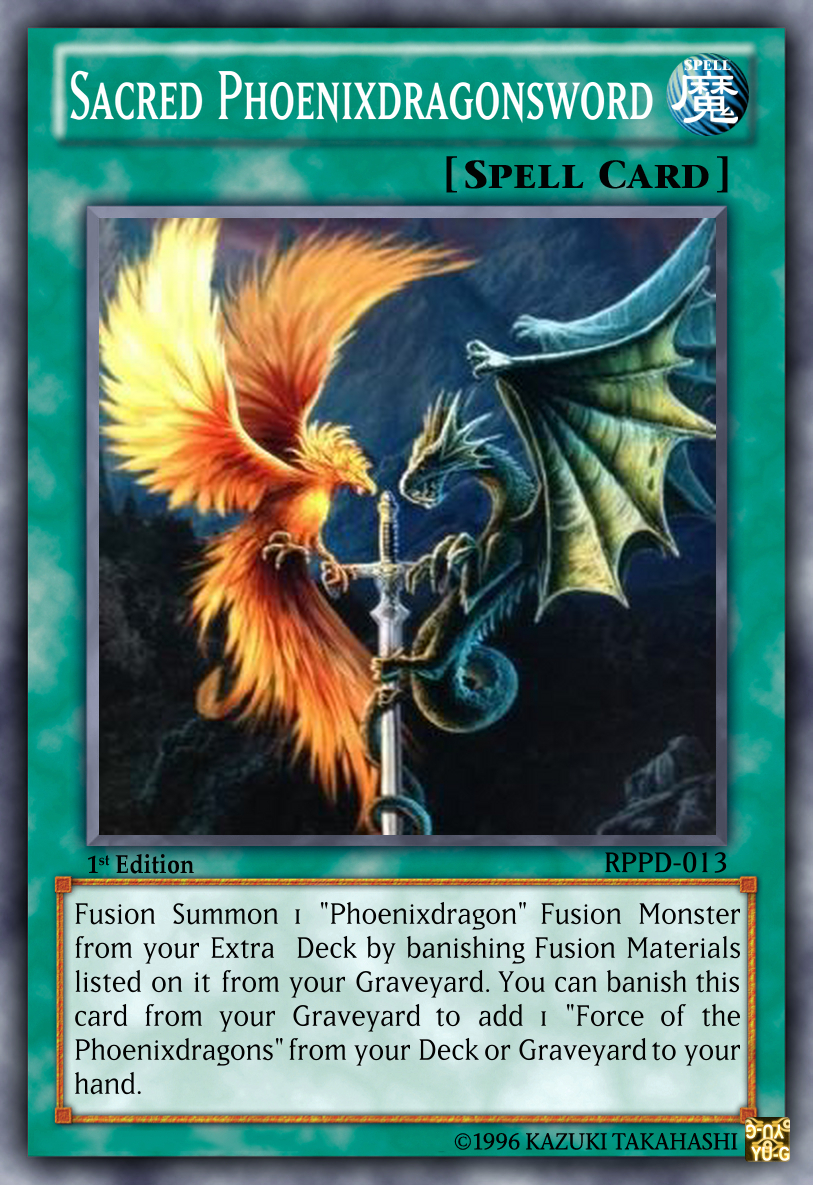 Sacred Phoenixdragonsword
SPELL
魔
[Spell Card]
1st Edition
RPPD-013
Fusion Summon 1 "Phoenixdragon" Fusion Monster
from your Extra Deck by banishing Fusion Materials
listed on it from your Graveyard. You can banish this
card from your Graveyard to add 1 "Force of the
Phoenixdragons" from your Deck or Graveyard to your
hand.
©1996 KAZUKI TAKAHASHI